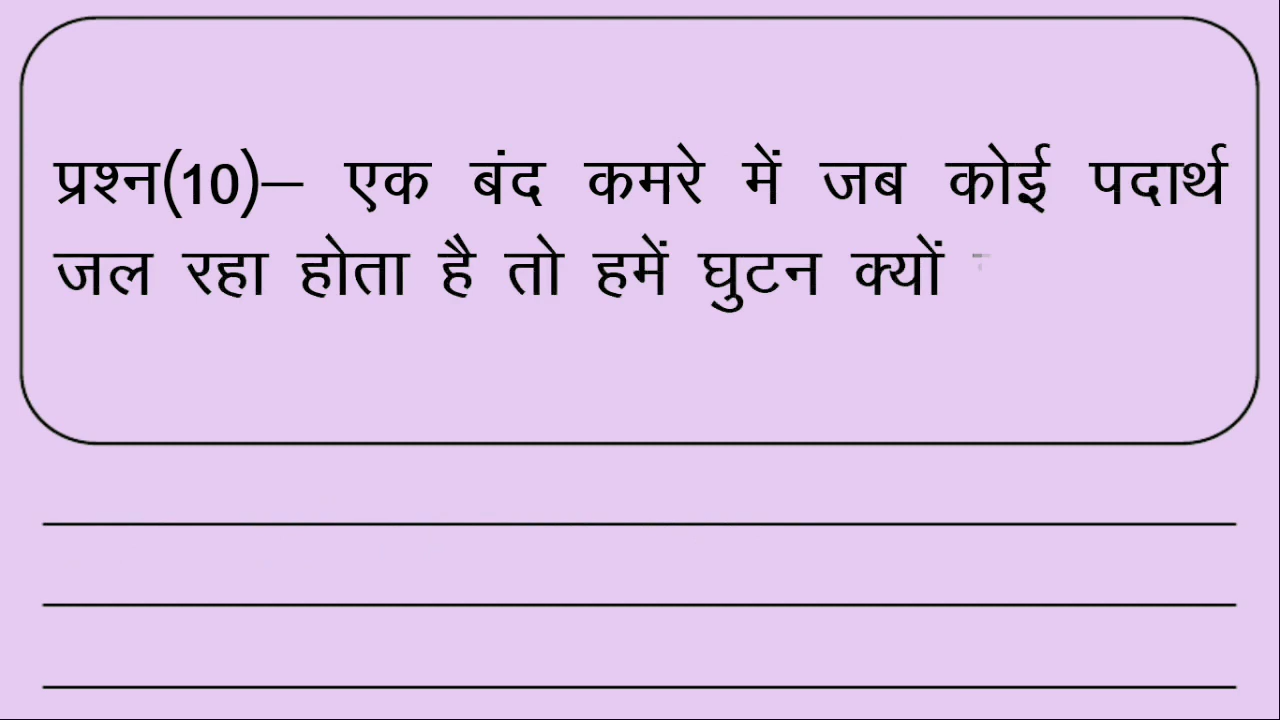 प्रश्न(10)– एक बंद कमरे में जब कोई पदार्थ
जल रहा होता है तो हमें घुटन क्यों